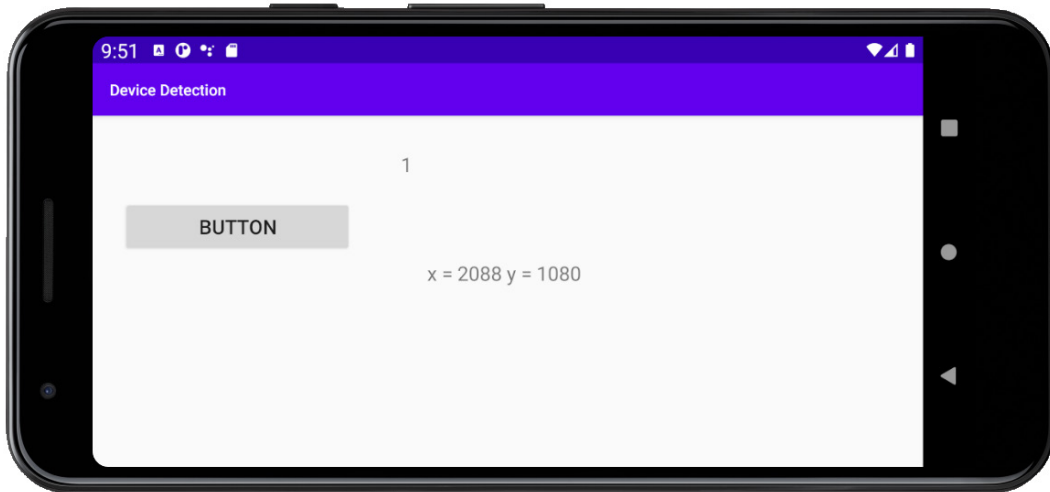 9:51
Device Detection
1
BUTTON
x = 2088 y = 1080